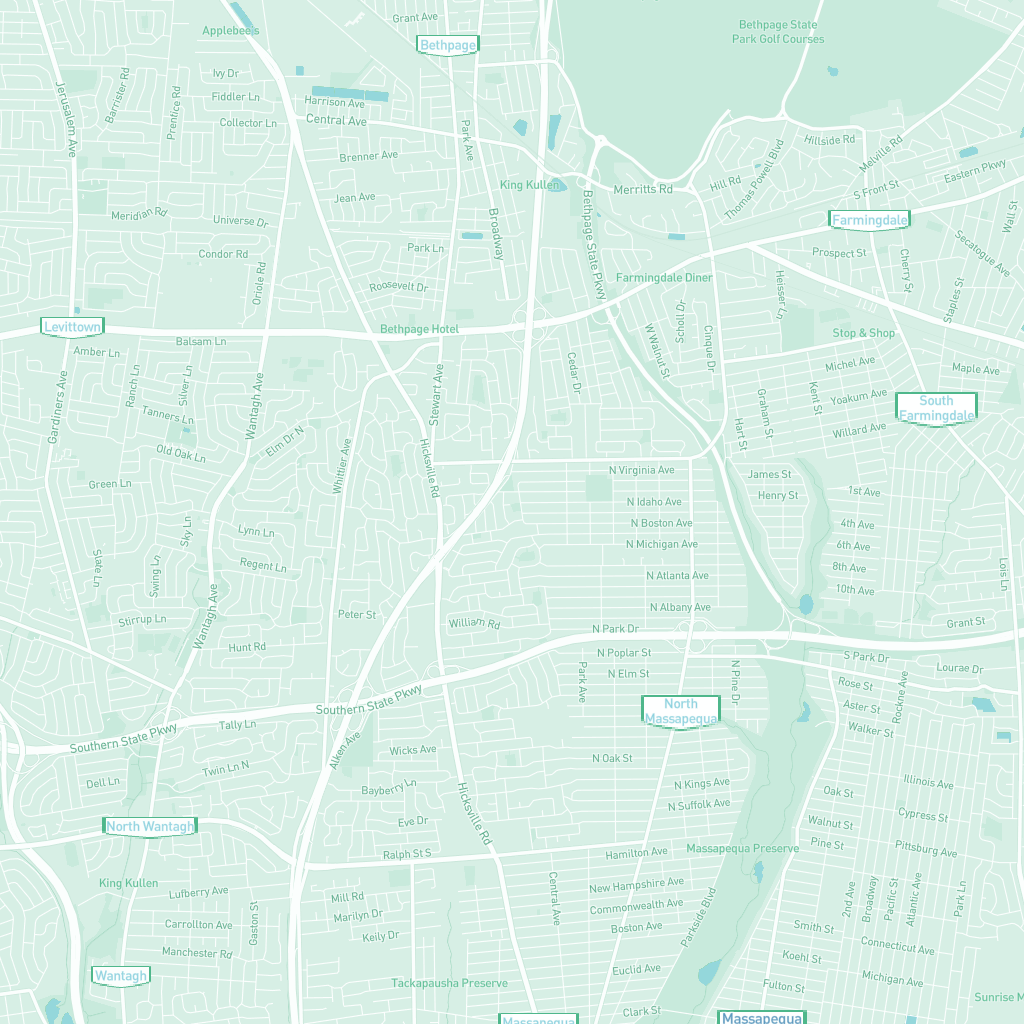 Grant Ave
Bethpage State
Park Golf Courses
Applebee's
Bethpage
Ivy Dr
Barrister Rd
Prentice Rd
Fiddler Ln
Harrison Ave
Central Ave
Collector Ln
Jerusalem Ave
Park Ave
Hillside Rd
Melville Rd
Brenner Ave
Thomas Powell Blvd
Eastern Pkwy
King Kullen
Merritts Rd
Hill Rd
S Front St
Jean Ave
Meridian Rd
Universe Dr
Broadway
Bethpage State Pkwy
Farmingdale
Wall St
Park Ln
Condor Rd
Prospect St
Secatogue Ave
Cherry St
Oriole Rd
Roosevelt Dr
Farmingdale Diner
Heisser Ln
Staples St
Scholl Dr
Levittown
Bethpage Hotel
Balsam Ln
W Walnut St
Cinque Dr
Stop & Shop
Amber Ln
Cedar Dr
Michel Ave
Maple Ave
Ranch Ln
Silver Ln
Gardiners Ave
Wantagh Ave
Stewart Ave
Graham St
Kent St
Yoakum Ave
South
Farmingdale
Tanners Ln
Hart St
Willard Ave
Elm Dr N
Old Oak Ln
Whittier Ave
Hicksville Rd
N Virginia Ave
James St
Green Ln
Henry St
1st Ave
N Idaho Ave
Sky Ln
Lynn Ln
N Boston Ave
4th Ave
N Michigan Ave
6th Ave
Slate Ln
Swing Ln
Regent Ln
N Atlanta Ave
8th Ave
Lois Ln
10th Ave
Wantagh Ave
Peter St
N Albany Ave
Stirrup Ln
William Rd
N Park Dr
Grant St
Hunt Rd
N Poplar St
S Park Dr
Lourae Dr
Park Ave
N Elm St
N Pine Dr
Rose St
Rockne Ave
Southern State Pkwy
North
Massapequa
Aster St
Tally Ln
Walker St
Southern State Pkwy
Alken Ave
Wicks Ave
N Oak St
Twin Ln N
Dell Ln
Bayberry Ln
N Kings Ave
Illinois Ave
Oak St
Hicksville Rd
N Suffolk Ave
Cypress St
North Wantagh
Eve Dr
Walnut St
Pine St
Pittsburg Ave
Ralph St S
Hamilton Ave
Massapequa Preserve
King Kullen
Lufberry Ave
New Hampshire Ave
Mill Rd
Central Ave
Commonwealth Ave
2nd Ave
Broadway
Pacific St
Atlantic Ave
Park Ln
Gaston St
Marilyn Dr
Parkside Blvd
Carrollton Ave
Boston Ave
Smith St
Keily Dr
Connecticut Ave
Manchester Rd
Koehl St
Euclid Ave
Wantagh
Tackapausha Preserve
Michigan Ave
Fulton St
Sunrise M
Clark St
Massapequa
Massapequa